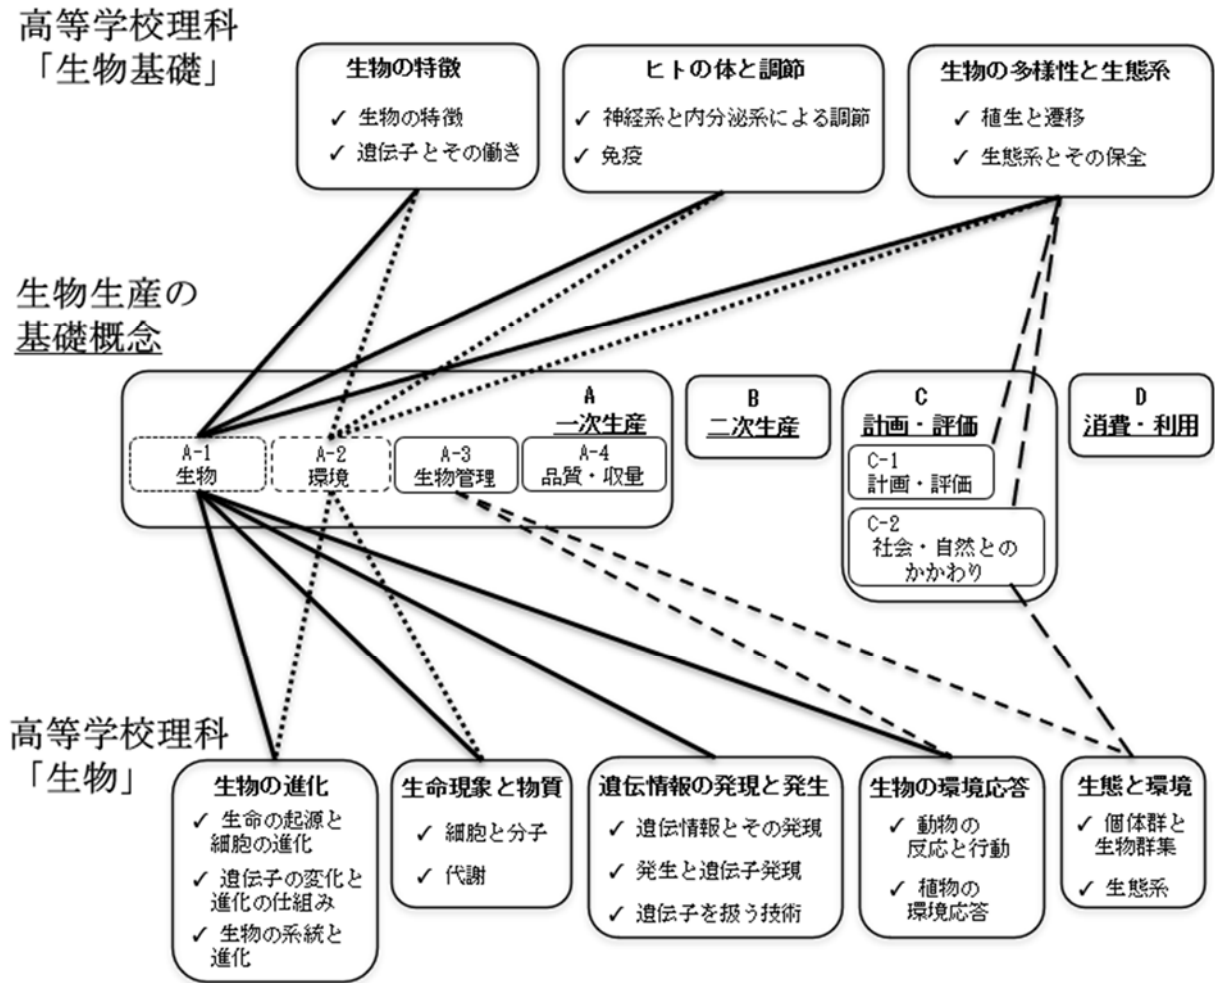 高等学校理科
「生物基礎」
生物の特徴
✓ 生物の特徴
✓ 遺伝子とその働き
ヒトの体と調節
✓ 神経系と内分泌系による調節
✓ 免疫
生物の多様性と生態系
✓ 植生と遷移
✓ 生態系とその保全
生物生産の
基礎概念
A
一次生産
A-1
生物
A-2
環境
A-3
生物管理
A-4
品質・収量
B
二次生産
C
計画・評価
C-1
計画・評価
C-2
社会・自然との
かかわり
D
消費・利用
高等学校理科
「生物」
生物の進化
✓ 生命の起源と
細胞の進化
✓ 遺伝子の変化と
進化の仕組み
✓ 生物の系統と
進化
生命現象と物質
✓ 細胞と分子
✓ 代謝
遺伝情報の発現と発生
✓ 遺伝情報とその発現
✓ 発生と遺伝子発現
✓ 遺伝子を扱う技術
生物の環境応答
✓ 動物の
反応と行動
✓ 植物の
環境応答
生態と環境
✓ 個体群と
生物群集
✓ 生態系